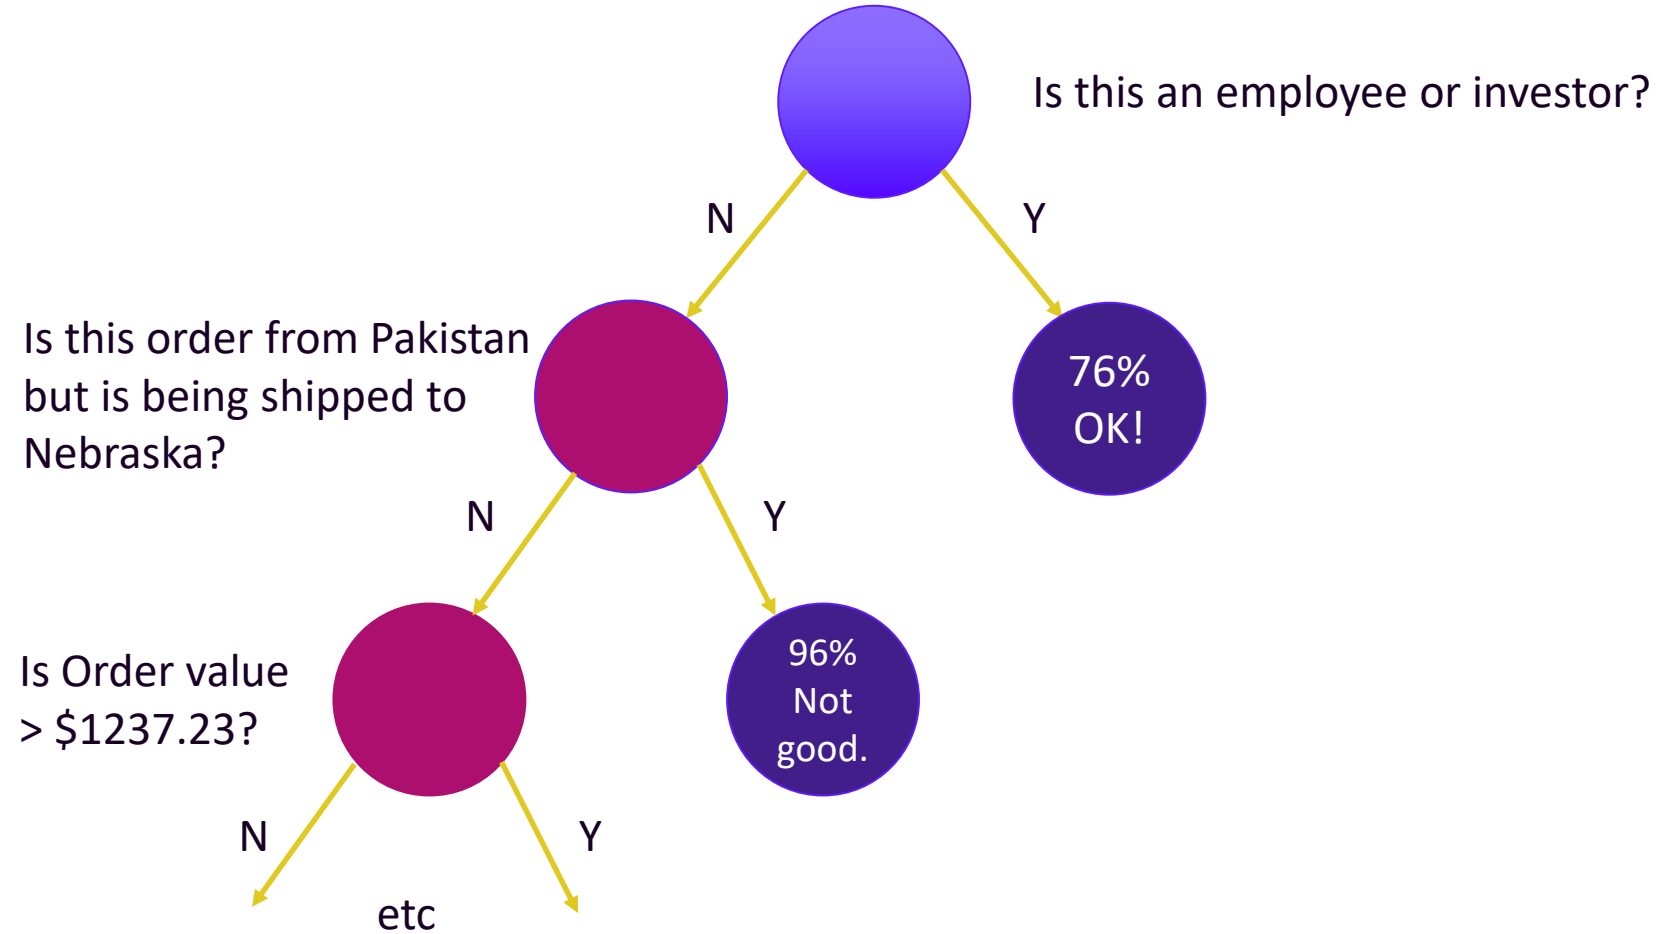 Is this an employee or investor?
N
Y
Is this order from Pakistan
but is being shipped to
Nebraska?
76%
OK!
N
Y
Is Order value
> $1237.23?
96%
Not
good.
N
Y
etc